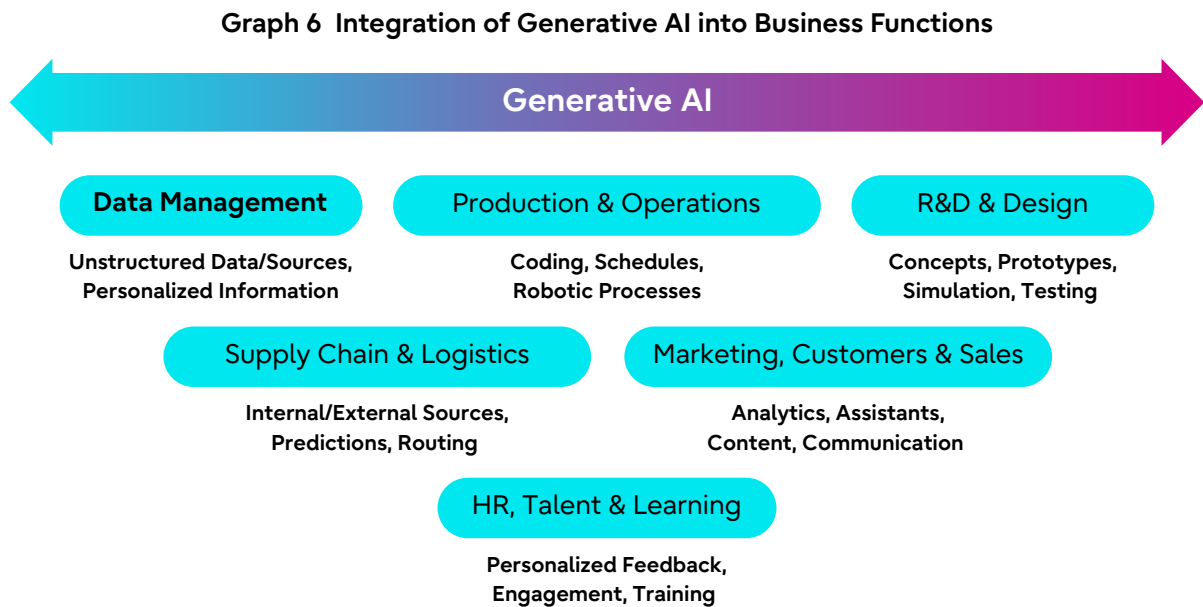 Graph 6  Integration of Generative AI into Business Functions
Generative AI
Data Management
Production & Operations
R&D & Design
Unstructured Data/Sources,
Personalized Information
Coding, Schedules,
Robotic Processes
Concepts, Prototypes,
Simulation, Testing
Supply Chain & Logistics
Marketing, Customers & Sales
Internal/External Sources,
Predictions, Routing
Analytics, Assistants,
Content, Communication
HR, Talent & Learning
Personalized Feedback,
Engagement, Training